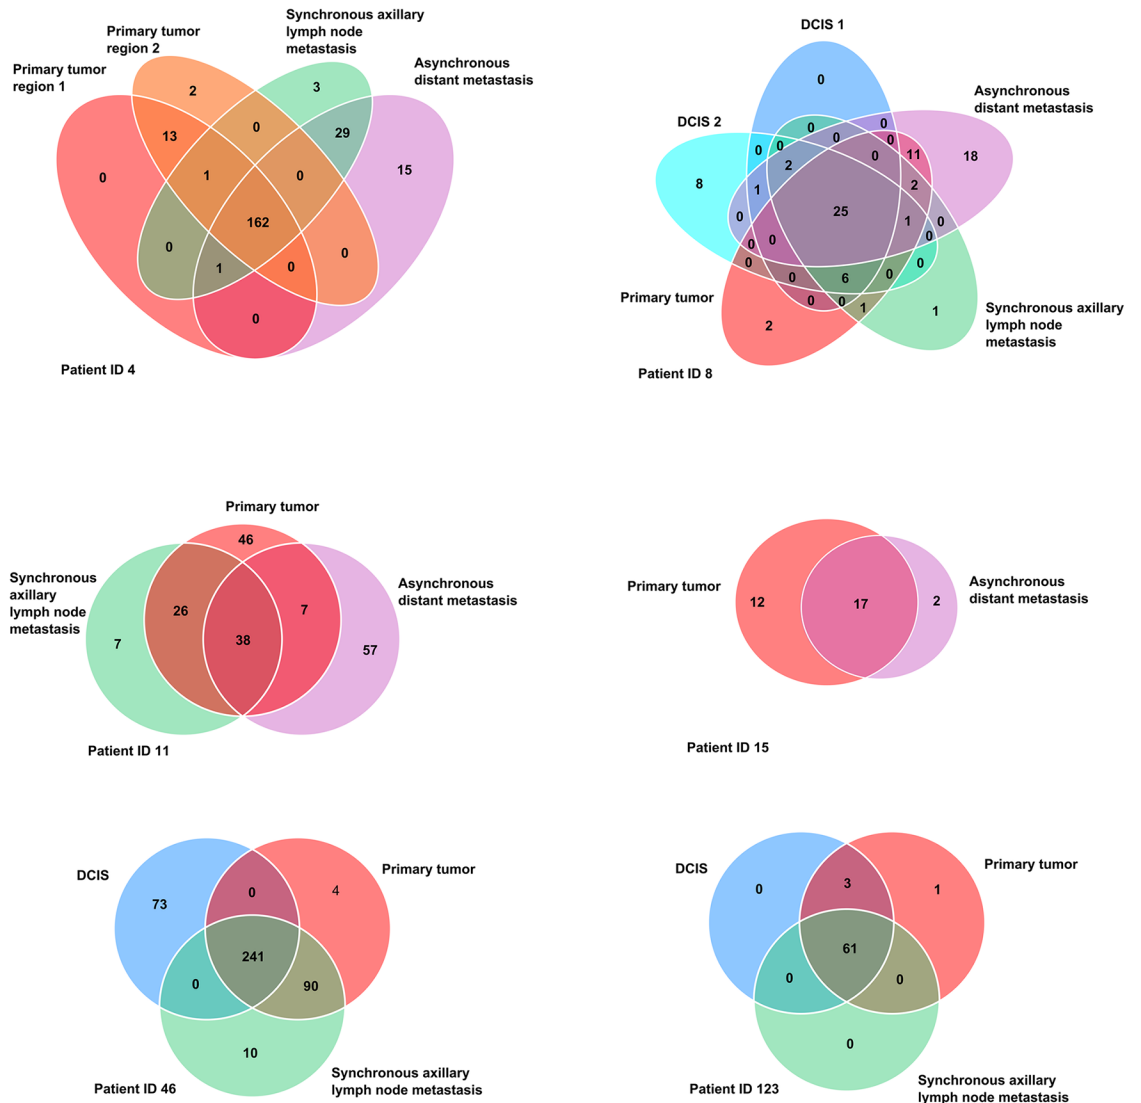 Primary tumor
region 1
Primary tumor
region 2
Synchronous axillary
lymph node
metastasis
Asynchronous
distant metastasis
2
3
13
0
29
0
1
0
15
162
0
1
0
0
0
Patient ID 4
DCIS 1
DCIS 2
Asynchronous
distant metastasis
Primary tumor
Synchronous axillary
lymph node
metastasis
0
0
0
0
0
0
0
0
11
18
2
8
1
2
25
0
1
0
0
0
0
0
0
0
6
0
0
0
1
2
1
Patient ID 8
Primary tumor
46
Synchronous
axillary
lymph node
metastasis
Asynchronous
distant metastasis
26
7
7
38
57
Patient ID 11
Primary tumor
Asynchronous
distant metastasis
12
17
2
Patient ID 15
DCIS
Primary tumor
73
0
4
241
0
90
10
Synchronous axillary
lymph node metastasis
Patient ID 46
DCIS
Primary tumor
0
3
1
61
0
0
0
Synchronous axillary
lymph node metastasis
Patient ID 123